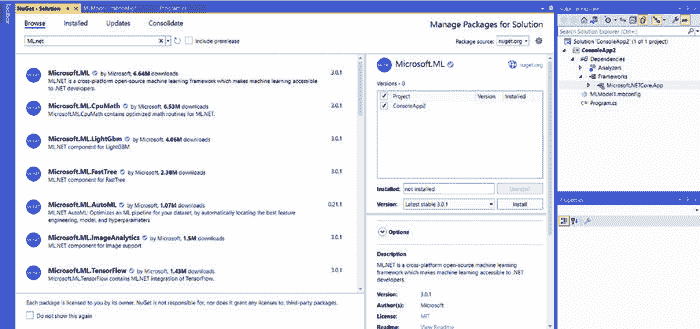 NuGet - Solution
Program.cs
Toolbox
Browse
Installed
Updates
Consolidate
Manage Packages for Solution
ML.net
Include prerelease
Package source:
nuget.org
Microsoft.ML by Microsoft, 6.64M downloads
3.0.1
ML.NET is a cross-platform open-source machine learning framework which makes machine learning accessible
to .NET developers.
Microsoft.ML.CpuMath by Microsoft, 6.53M downloads
3.0.1
Microsoft.ML.CpuMath contains optimized math routines for ML.NET.
Microsoft.ML.LightGbm by Microsoft, 4.06M downloads
3.0.1
ML.NET component for LightGBM
Microsoft.ML.FastTree by Microsoft, downloads
3.0.1
ML.NET component for FastTree
Microsoft.ML.AutoML by Microsoft, 1.07M downloads
0.21.1
ML.NET AutoML: Optimizes an ML pipeline for your dataset, by automatically locating the best feature
engineering, model, and hyperparameters
Microsoft.ML.ImageAnalytics by Microsoft, 1.5M downloads
3.0.1
ML.NET component for Image support
Microsoft.ML.TensorFlow by Microsoft, 1.43M downloads
3.0.1
Microsoft.ML.TensorFlow contains ML.NET integration of TensorFlow.
Each package is licensed to you by its owner. NuGet is not responsible for, nor does it grant any licenses to, third-party packages.
Do not show this again
Microsoft.ML
nuget.org
Versions - 0
Project
Version
Installed
ConsoleApp2
Installed:
not installed
Uninstall
Version:
Latest stable 3.0.1
Install
Options
Description
ML.NET is a cross-platform open-source machine learning
framework which makes machine learning accessible to .NET
developers.
Version:
3.0.1
Author(s):
Microsoft
License:
MIT
Readme:
View Readme
Search Solution Explorer
Solution 'ConsoleApp2' (1 of 1 project)
ConsoleApp2
Dependencies
Analyzers
Frameworks
Microsoft.NETCore.App
MLModel1.mbconfig
Program.cs